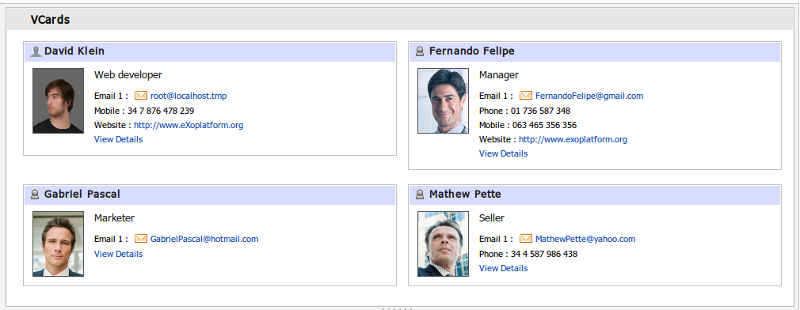 VCards
David Klein
Web developer
Email 1 : root@localhost.tmp
Mobile : 34 7 876 478 239
Website : http://www.eXoplatform.org
View Details
Fernando Felipe
Manager
Email 1 : FernandoFelipe@gmail.com
Phone : 01 736 587 348
Mobile : 063 465 356 356
Website : http://www.exoplatform.org
View Details
Gabriel Pascal
Marketer
Email 1 : GabrielPascal@hotmail.com
View Details
Mathew Pette
Seller
Email 1 : MathewPette@yahoo.com
Phone : 34 4 587 986 438
View Details